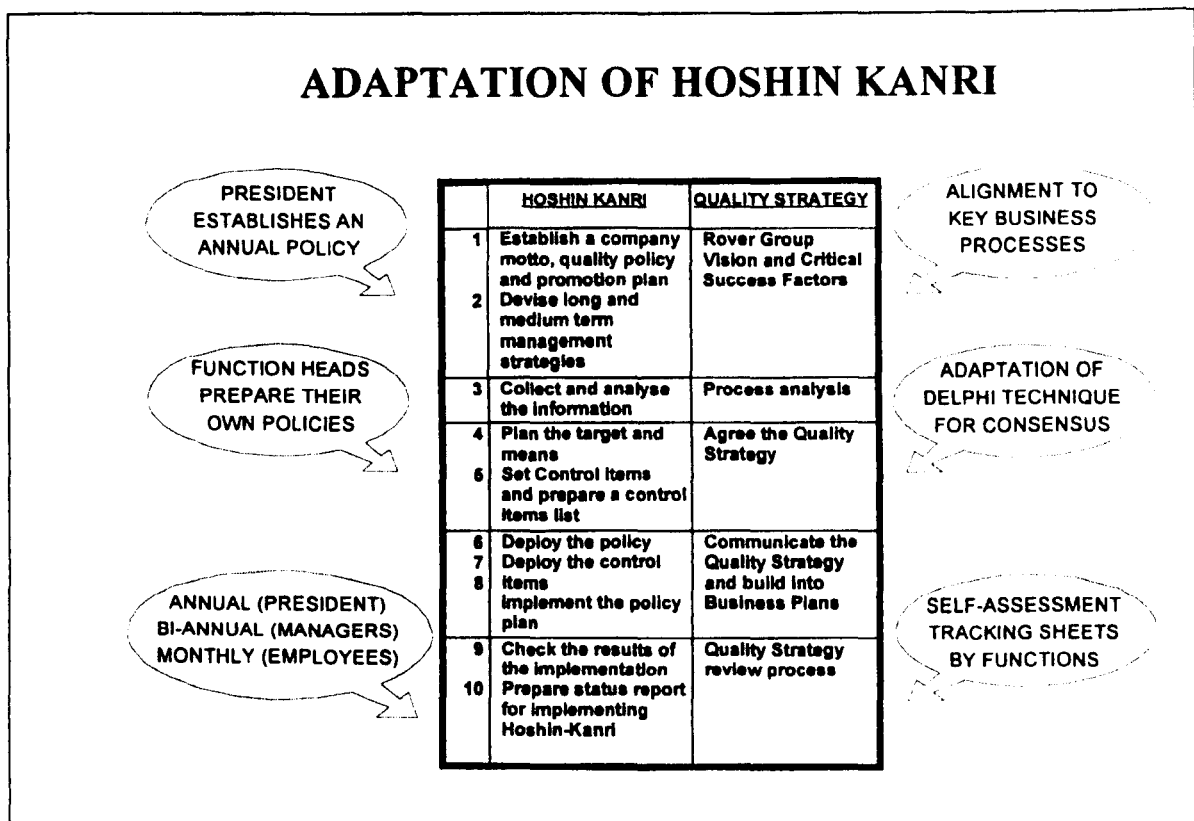 ADAPTATION OF HOSHIN KANRI
PRESIDENT
ESTABLISHES AN
ANNUAL POLICY
FUNCTION HEADS
PREPARE THEIR
OWN POLICIES
ANNUAL (PRESIDENT)
BI-ANNUAL (MANAGERS)
MONTHLY (EMPLOYEES)
HOSHIN KANRI
QUALITY STRATEGY
1 Establish a company
motto, quality policy
and promotion plan
2 Devise long and
medium term
management
strategies
Rover Group
Vision and Critical
Success Factors
3 Collect and analyse
the information
Process analysis
4 Plan the target and
means
5 Set Control items
and prepare a control
items list
Agree the Quality
Strategy
6 Deploy the policy
7 Deploy the control
8 items
implement the policy
plan
Communicate the
Quality Strategy
and build into
Business Plans
9 Check the results of
the implementation
10 Prepare status report
for implementing
Hoshin-Kanri
Quality Strategy
review process
ALIGNMENT TO
KEY BUSINESS
PROCESSES
ADAPTATION OF
DELPHI TECHNIQUE
FOR CONSENSUS
SELF-ASSESSMENT
TRACKING SHEETS
BY FUNCTIONS